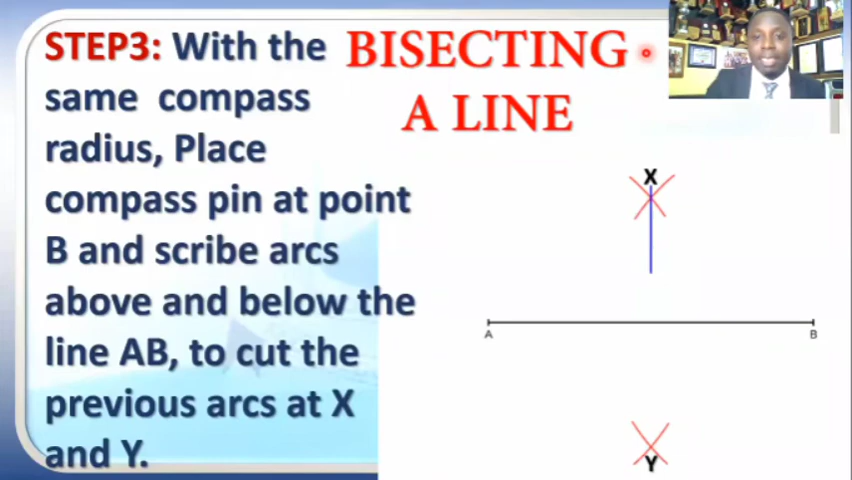 STEP3: With the
same compass
radius, Place
compass pin at point
B and scribe arcs
above and below the
line AB, to cut the
previous arcs at X
and Y.
BISECTING
A LINE
X
A
B
Y